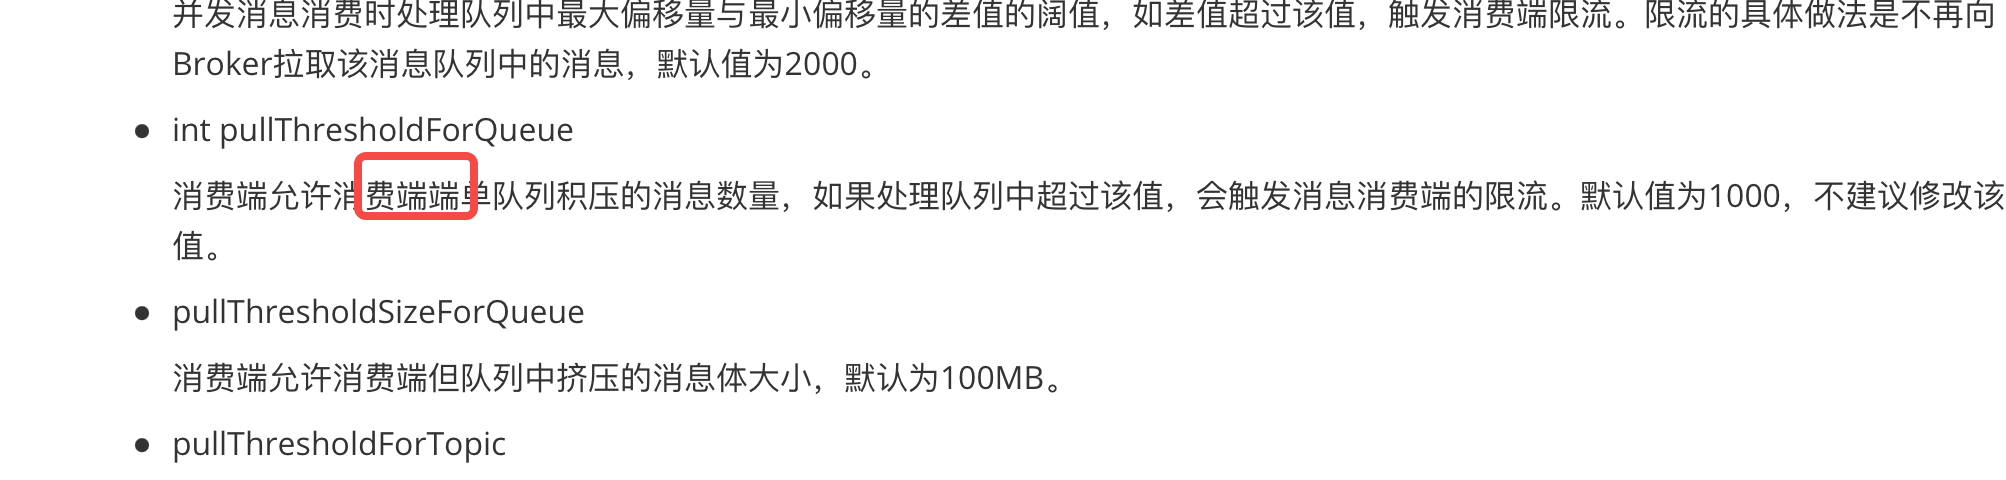 并发消息消费时处理队列中最大偏移量与最小偏移量的差值的阔值，如差值超过该值，触发消费端限流。限流的具体做法是不再向
Broker拉取该消息队列中的消息，默认值为2000。
int pullThresholdForQueue
消费端允许消费端端单队列积压的消息数量，如果处理队列中超过该值，会触发消息消费端的限流。默认值为1000，不建议修改该
值。
pullThresholdSizeForQueue
消费端允许消费端但队列中挤压的消息体大小，默认为100MB。
pullThresholdForTopic